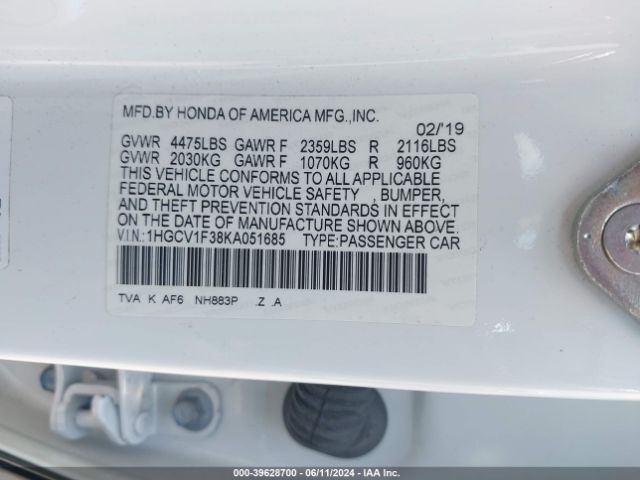 MFD.BY HONDA OF AMERICA MFG.,INC.
02/'19
GVWR 4475LBS GAWR F 2359LBS R 2116LBS
GVWR 2030KG GAWR F 1070KG R 960KG
THIS VEHICLE CONFORMS TO ALL APPLICABLE
FEDERAL MOTOR VEHICLE SAFETY , BUMPER,
AND THEFT PREVENTION STANDARDS IN EFFECT
ON THE DATE OF MANUFACTURE SHOWN ABOVE.
V.I.N.:1HGCV1F38KA051685 TYPE:PASSENGER CAR
TVA K AF6 NH883P .Z .A
000-39628700 - 06/11/2024 - IAA Inc.